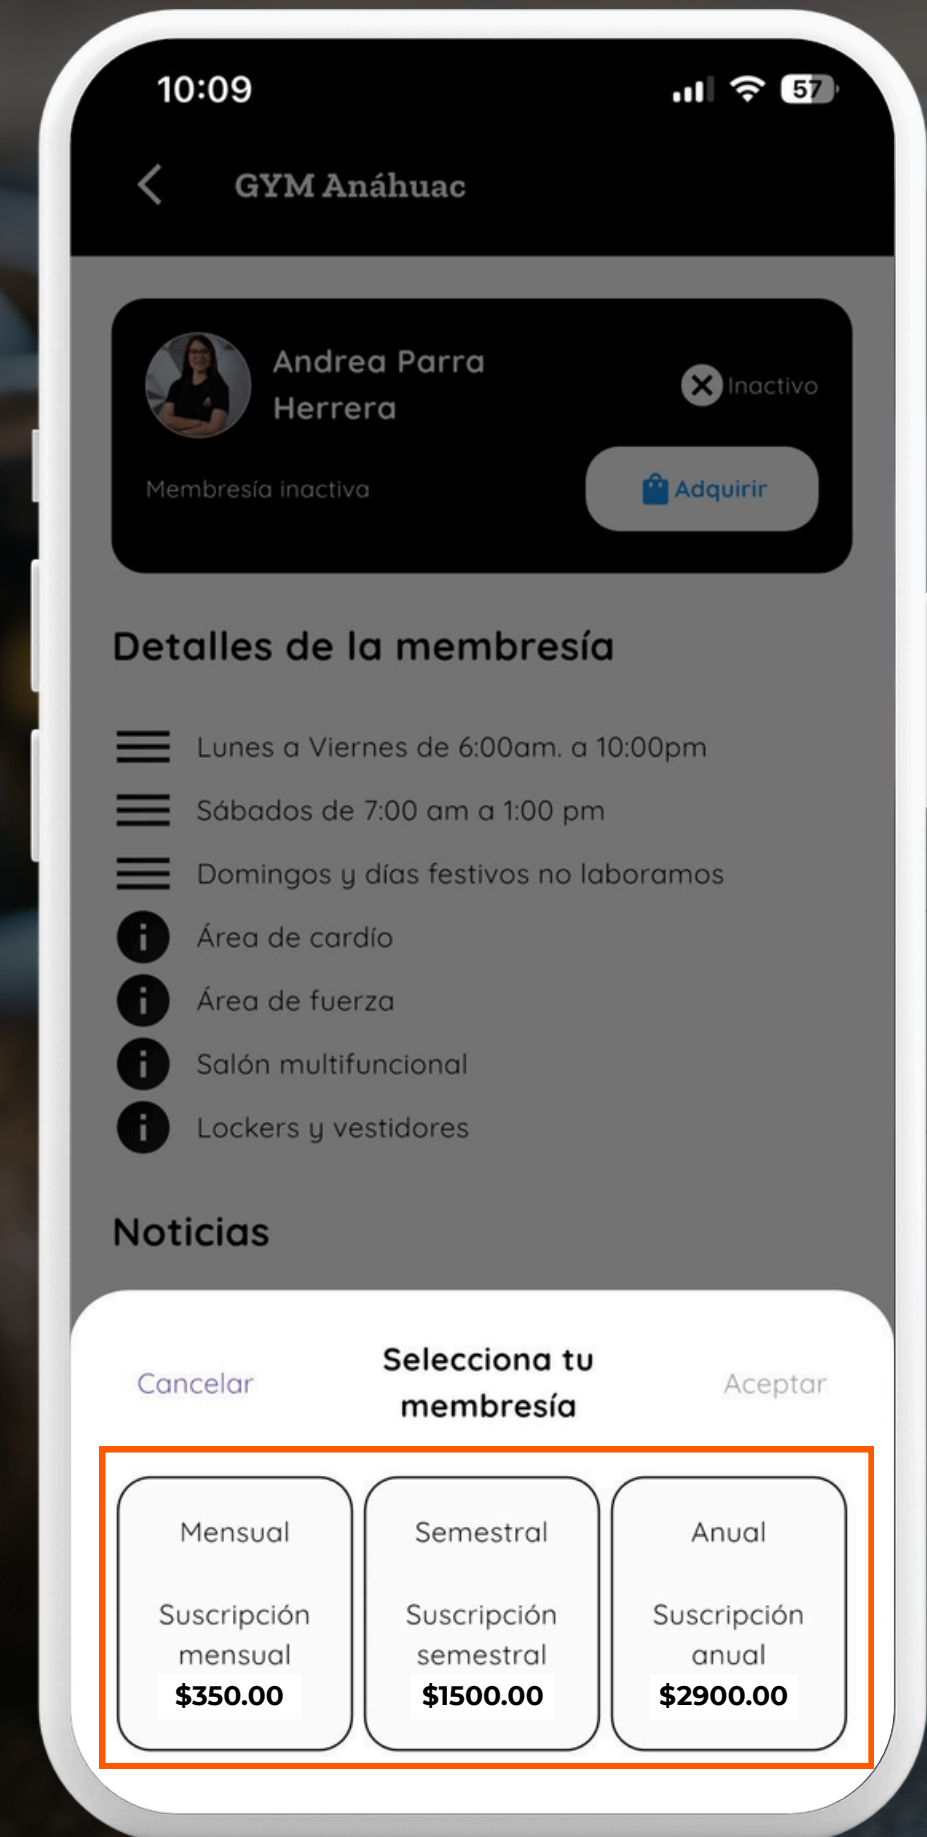 10:09
57
GYM Anáhuac
Andrea Parra
Herrera
Inactivo
Membresía inactiva
Adquirir
Detalles de la membresía
Lunes a Viernes de 6:00am. a 10:00pm
Sábados de 7:00 am a 1:00 pm
Domingos y días festivos no laboramos
Área de cardío
Área de fuerza
Salón multifuncional
Lockers y vestidores
Noticias
Cancelar
Selecciona tu
membresía
Aceptar
Mensual
Suscripción
mensual
$350.00
Semestral
Suscripción
semestral
$1500.00
Anual
Suscripción
anual
$2900.00